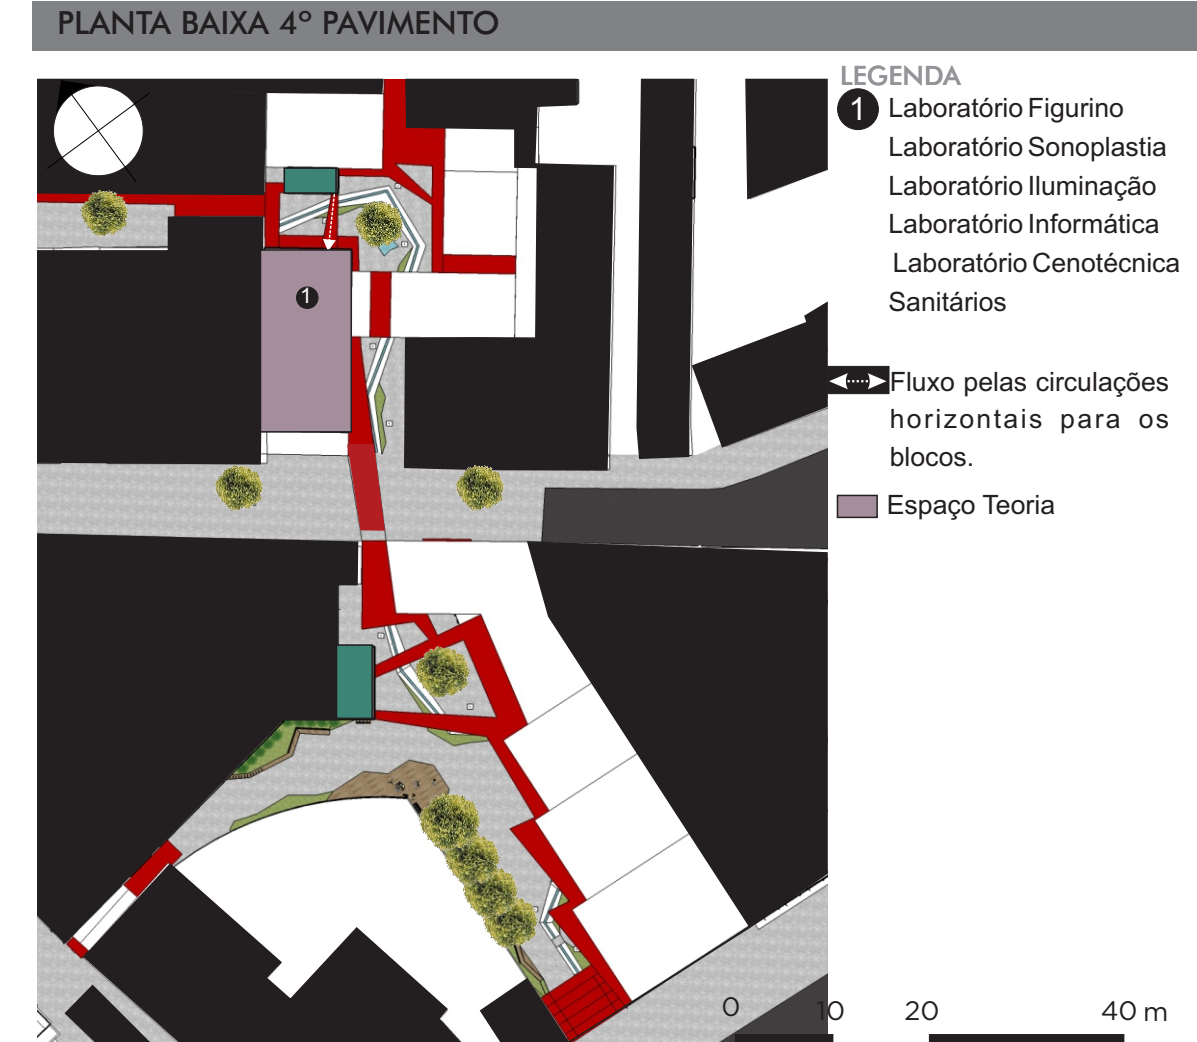 PLANTA BAIXA 4º PAVIMENTO
LEGENDA
1 Laboratório Figurino
Laboratório Sonoplastia
Laboratório Iluminação
Laboratório Informática
Laboratório Cenotécnica
Sanitários
Fluxo pelas circulações
horizontais para os
blocos.
Espaço Teoria
1
0 10 20 40 m